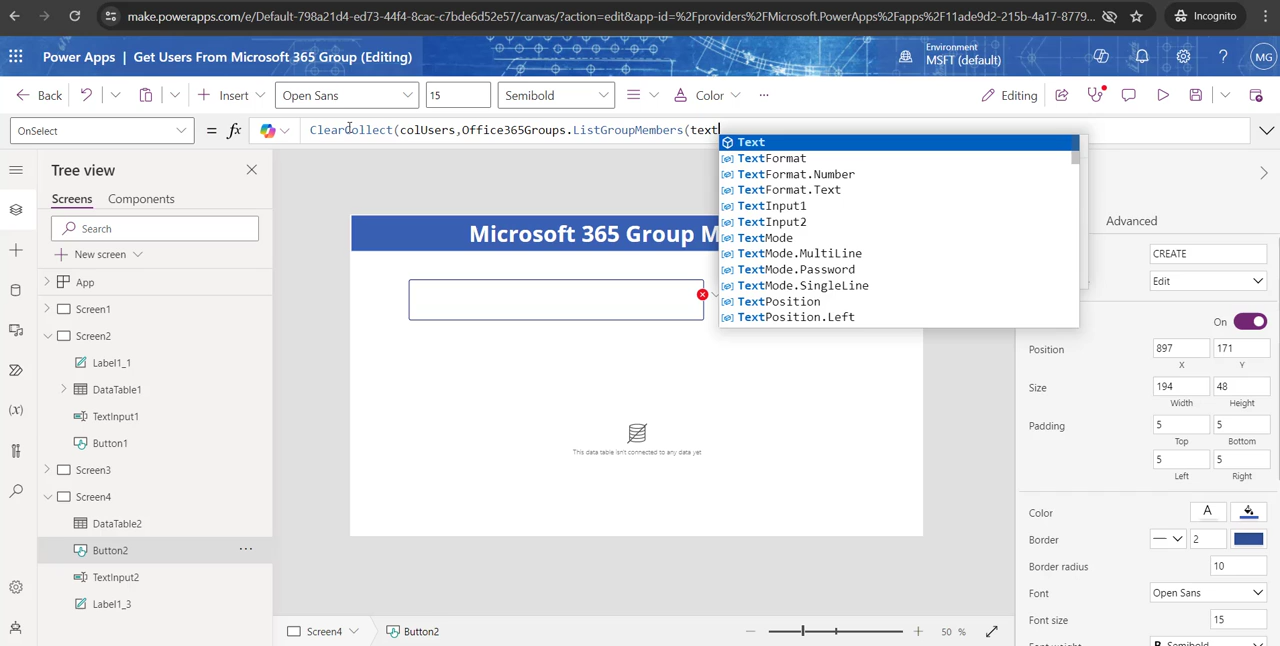 make.powerapps.com/e/Default-798a21d4-ed73-44f4-8cac-c7bde6d52e57/canvas/?action=edit&app-id=%2Fproviders%2FMicrosoft.PowerApps%2Fapps%2F11ade9d2-215b-4a17-8779... Incognito
Power Apps | Get Users From Microsoft 365 Group (Editing)
Environment
MSFT (default)
MG
Back
Insert
Open Sans
15
Semibold
Color
...
Editing
OnSelect
= fx
ClearCollect(colUsers,Office365Groups.ListGroupMembers(text
Text
TextFormat
TextFormat.Number
TextFormat.Text
TextInput1
TextInput2
TextMode
TextMode.MultiLine
TextMode.Password
TextMode.SingleLine
TextPosition
TextPosition.Left
Tree view
Screens Components
Search
New screen
App
Screen1
Screen2
Label1_1
DataTable1
TextInput1
Button1
Screen3
Screen4
DataTable2
Button2 ...
TextInput2
Label1_3
Microsoft 365 Group M
This data table isn't connected to any data yet
Advanced
CREATE
Edit
On
Position 897 171
X Y
Size 194 48
Width Height
Padding 5 5
Top Bottom
5 5
Left Right
Color
A
Border 2
Border radius 10
Font Open Sans
Font size 15
Font weight B Semibold
Screen4 Button2
50 %